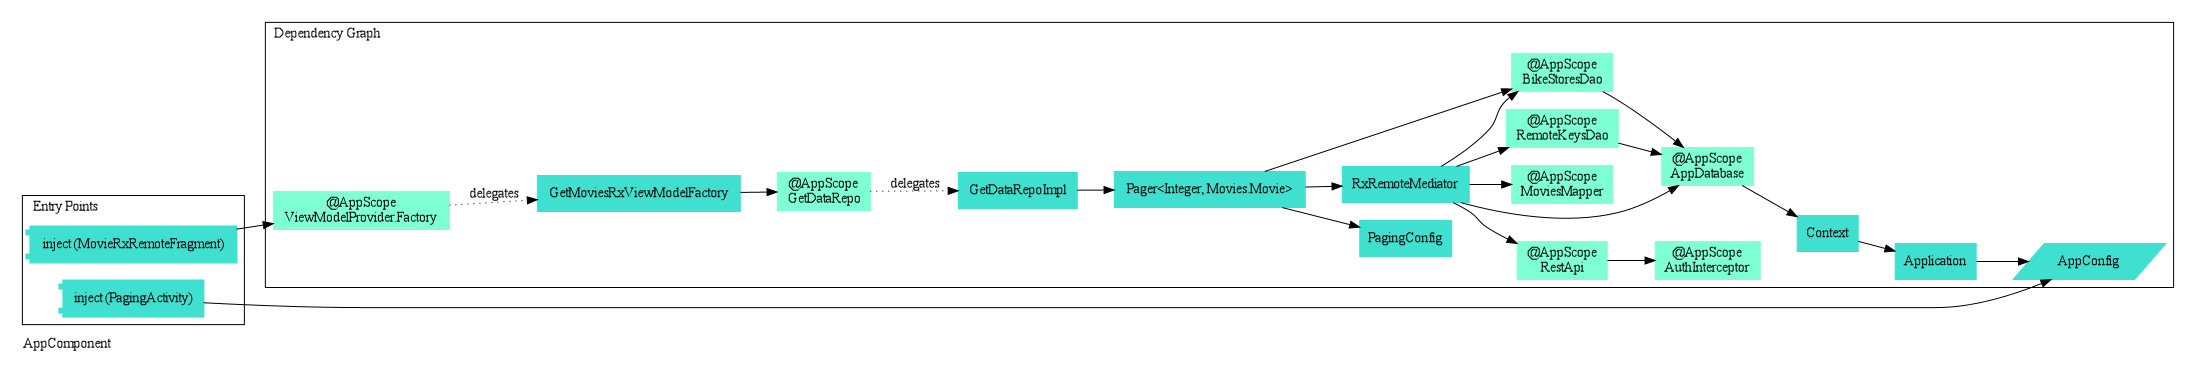 Dependency Graph
Entry Points
inject (MovieRxRemoteFragment)
inject (PagingActivity)
AppComponent
@AppScope
ViewModelProvider.Factory
delegates
GetMoviesRxViewModelFactory
@AppScope
GetDataRepo
delegates
GetDataRepoImpl
Pager<Integer, Movies.Movie>
RxRemoteMediator
PagingConfig
@AppScope
BikeStoresDao
@AppScope
RemoteKeysDao
@AppScope
MoviesMapper
@AppScope
RestApi
@AppScope
AppDatabase
@AppScope
AuthInterceptor
Context
Application
AppConfig